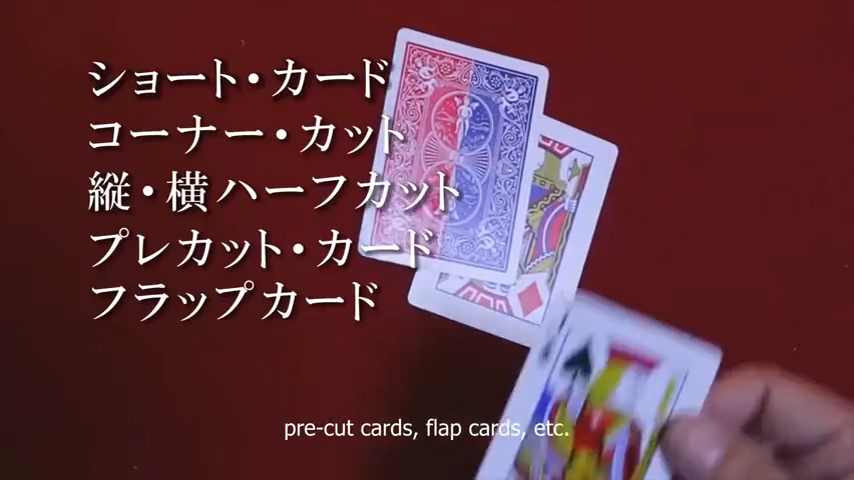 ショート・カード
コーナー・カット
縦・横ハーフカット
プレカット・カード
フラップカード
pre-cut cards, flap cards, etc.